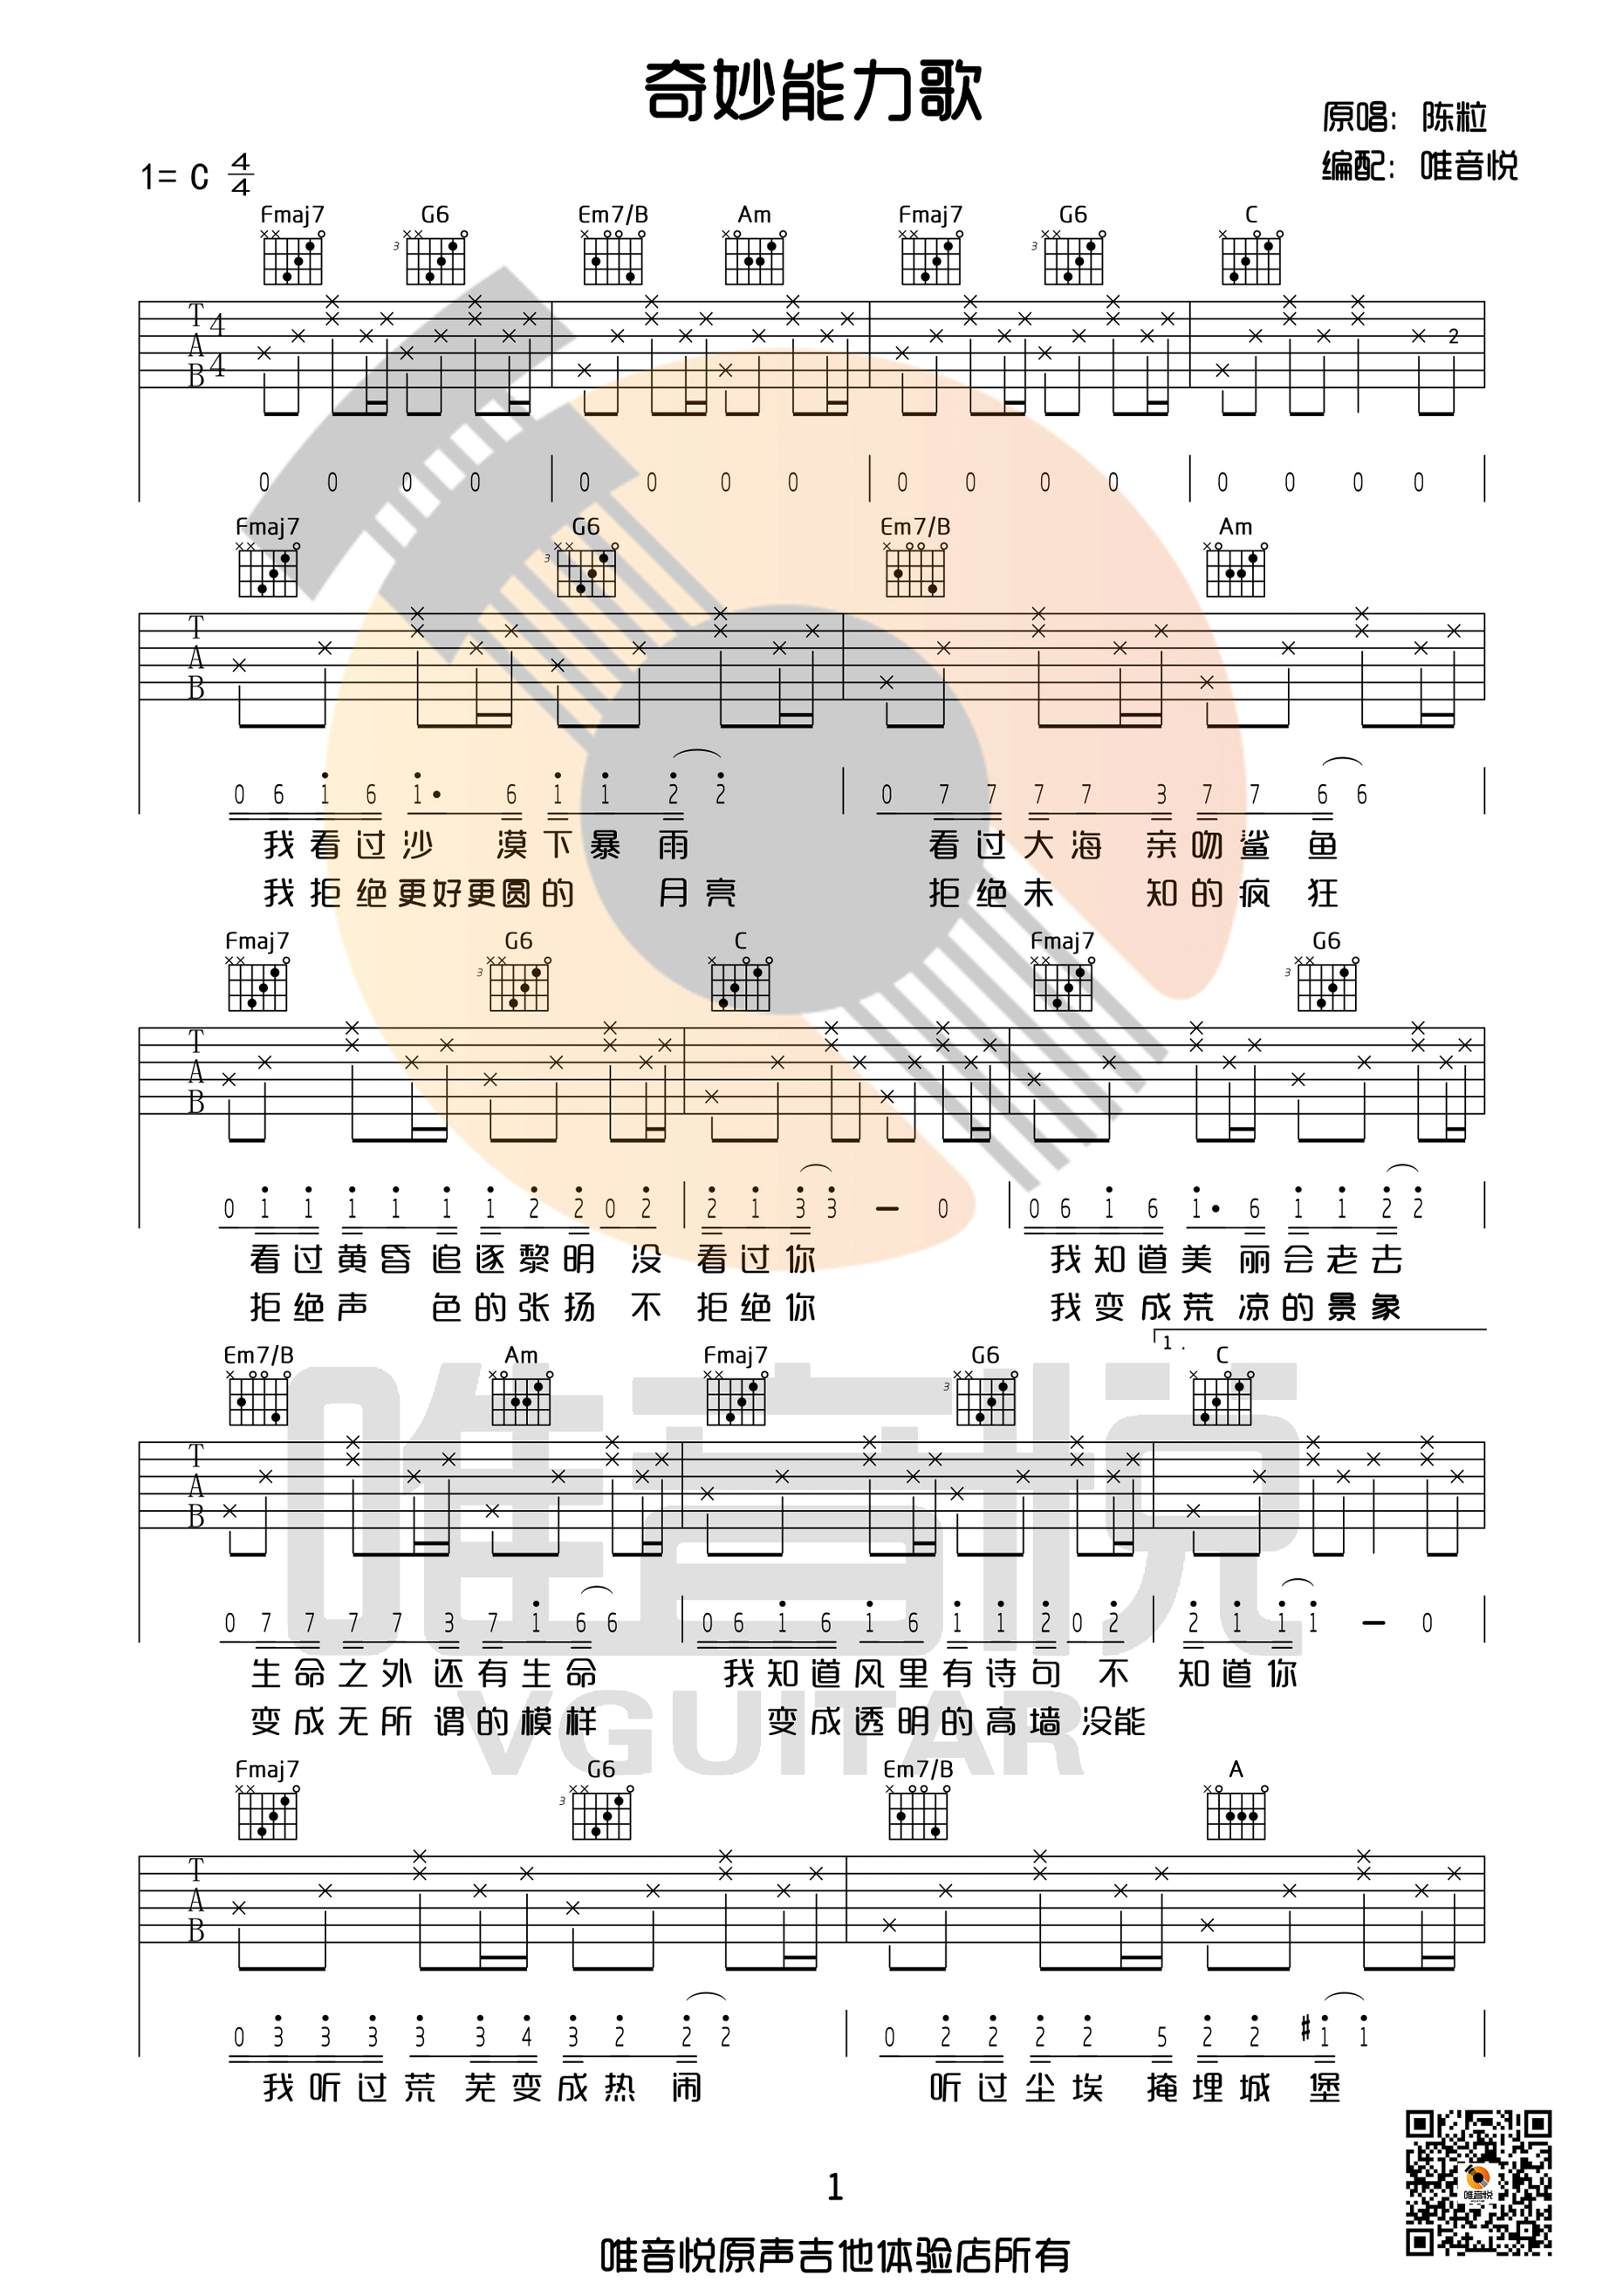 奇妙能力歌
原唱: 陈粒
编配: 唯音悦
1= C 4/4
Fmaj7 G6 Em7/B Am Fmaj7 G6 C
3 3
T A B 4 4 2
0 0 0 0 0 0 0 0 0 0 0 0 0 0 0 0
Fmaj7 G6 Em7/B Am
3
T A B
0 6 1 6 1· 6 1 1 2 2 0 7 7 7 7 3 7 7 6 6
我看过沙 漠下暴 雨 看过大海 亲吻鲨 鱼
我拒绝更好更圆的 月亮 拒绝未 知的疯 狂
Fmaj7 G6 C Fmaj7 G6
3 3
T A B
0 1 1 1 1 1 1 2 2 0 2 2 1 3 3 - 0 0 6 1 6 1· 6 1 1 2 2
看过黄昏追逐黎明 没 看过你 我知道美 丽会老去
拒绝声 色的张扬 不 拒绝你 我变成荒 凉的景象
1.
Em7/B Am Fmaj7 G6 C
3
T A B
0 7 7 7 7 3 7 1 6 6 0 6 1 6 1 6 1 1 2 0 2 2 1 1 1 - 0
生命之外还有生命 我知道风里有诗句 不 知道你
变成无所谓的模样 变成透明的高墙 没能
唯音悦
VGUITAR
Fmaj7 G6 Em7/B A
3
T A B
0 3 3 3 3 3 4 3 2 2 2 0 2 2 2 2 5 2 2 #1 1
我听过荒 芜变成热 闹 听过尘埃 掩埋城 堡
唯音悦
1
唯音悦原声吉他体验店所有